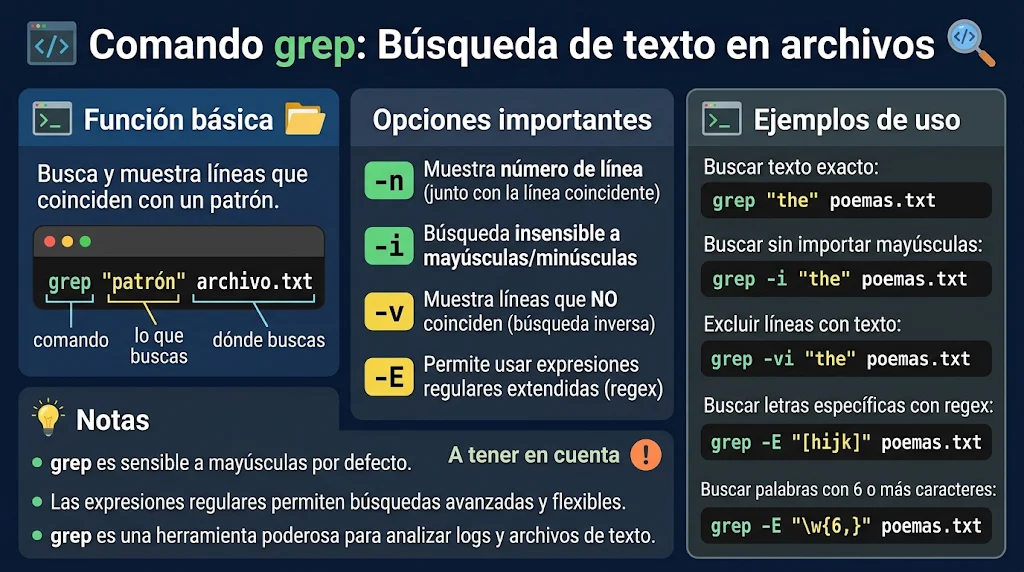 Comando grep: Búsqueda de texto en archivos
Función básica
Busca y muestra líneas que
coinciden con un patrón.
grep "patrón" archivo.txt
comando
lo que
buscas
dónde buscas
Opciones importantes
-n
Muestra número de línea
(junto con la línea coincidente)
-i
Búsqueda insensible a
mayúsculas/minúsculas
-v
Muestra líneas que NO
coinciden (búsqueda inversa)
-E
Permite usar expresiones
regulares extendidas (regex)
Ejemplos de uso
Buscar texto exacto:
grep "the" poemas.txt
Buscar sin importar mayúsculas:
grep -i "the" poemas.txt
Excluir líneas con texto:
grep -vi "the" poemas.txt
Buscar letras específicas con regex:
grep -E "[hijk]" poemas.txt
Buscar palabras con 6 o más caracteres:
grep -E "\w{6,}" poemas.txt
Notas
A tener en cuenta !
grep es sensible a mayúsculas por defecto.
Las expresiones regulares permiten búsquedas avanzadas y flexibles.
grep es una herramienta poderosa para analizar logs y archivos de texto.